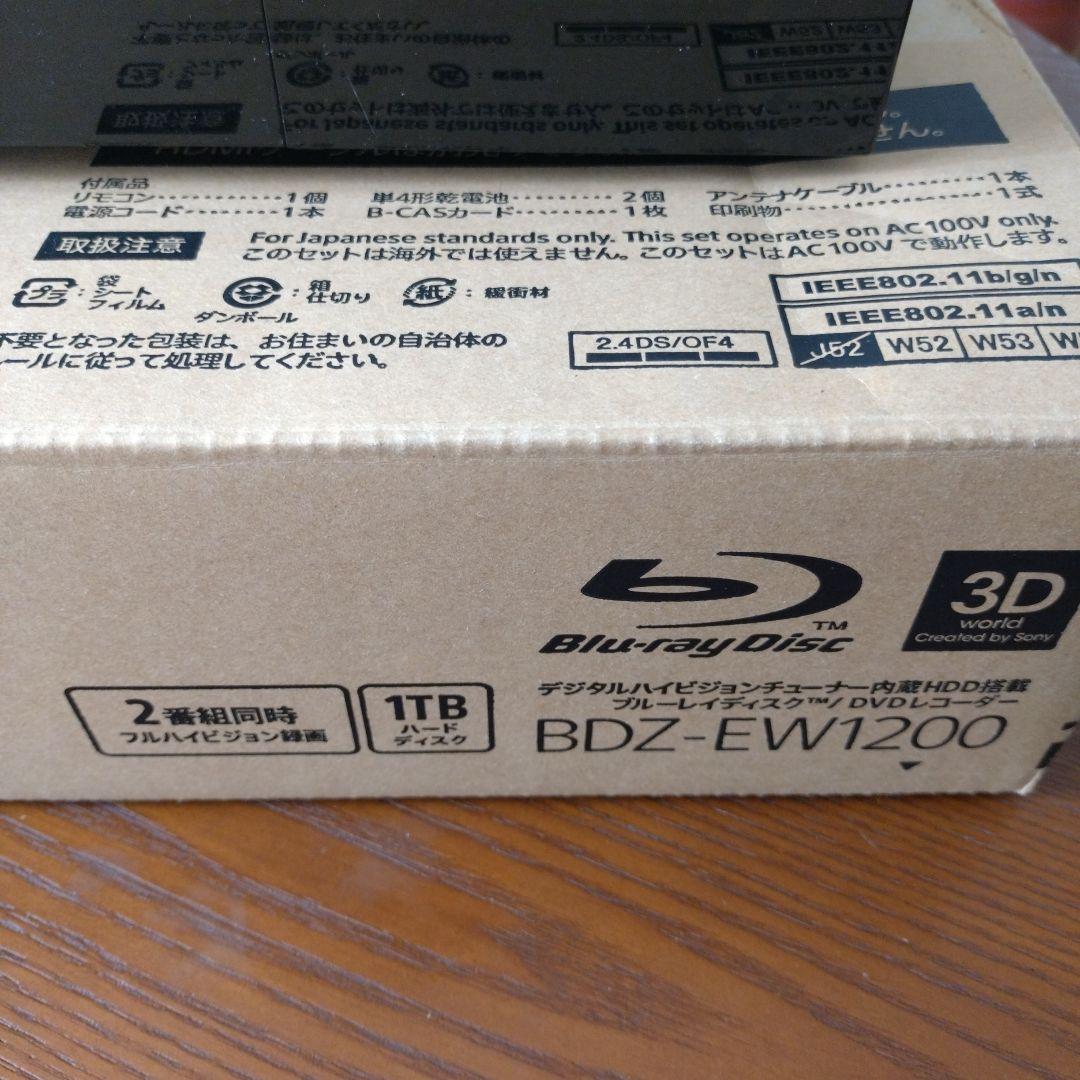 さん。
付属品
リモコン············1個 単4形乾電池·········2個 アンテナケーブル··········1本
電源コード··········1本 B-CASカード··········1枚 印刷物······················1式
取扱注意
For Japanese standards only. This set operates on AC100V only.
このセットは海外では使えません。このセットはAC100V で動作します。
プラ : 袋 シート フィルム
ダンボール : 箱 仕切り
紙 : 緩衝材
IEEE802.11b/g/n
IEEE802.11a/n
2.4DS/OF4
J52 W52 W53
不要となった包装は、お住まいの自治体の
ールに従って処理してください。
Blu-ray Disc™
3D
world
Created by Sony
2番組同時
フルハイビジョン録画
1TB
ハード
ディスク
デジタルハイビジョンチューナー内蔵HDD搭載
ブルーレイディスク™/ DVDレコーダー
BDZ-EW1200